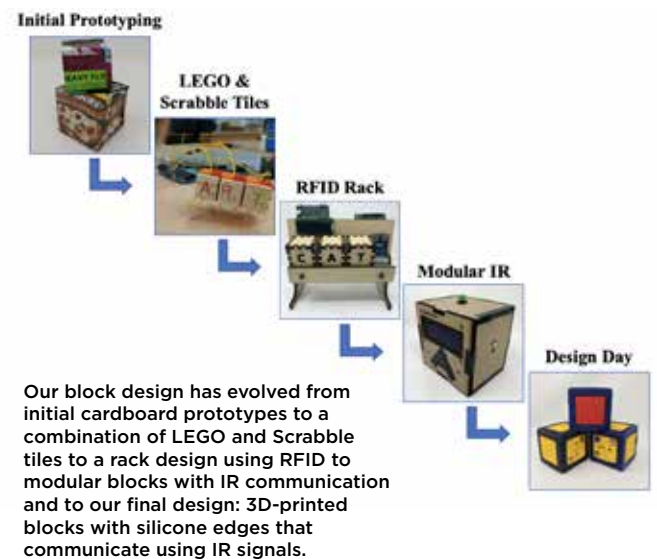 Initial Prototyping
LEGO &
Scrabble Tiles
A R T
RFID Rack
C A T
Modular IR
Design Day
Our block design has evolved from
initial cardboard prototypes to a
combination of LEGO and Scrabble
tiles to a rack design using RFID to
modular blocks with IR communication
and to our final design: 3D-printed
blocks with silicone edges that
communicate using IR signals.